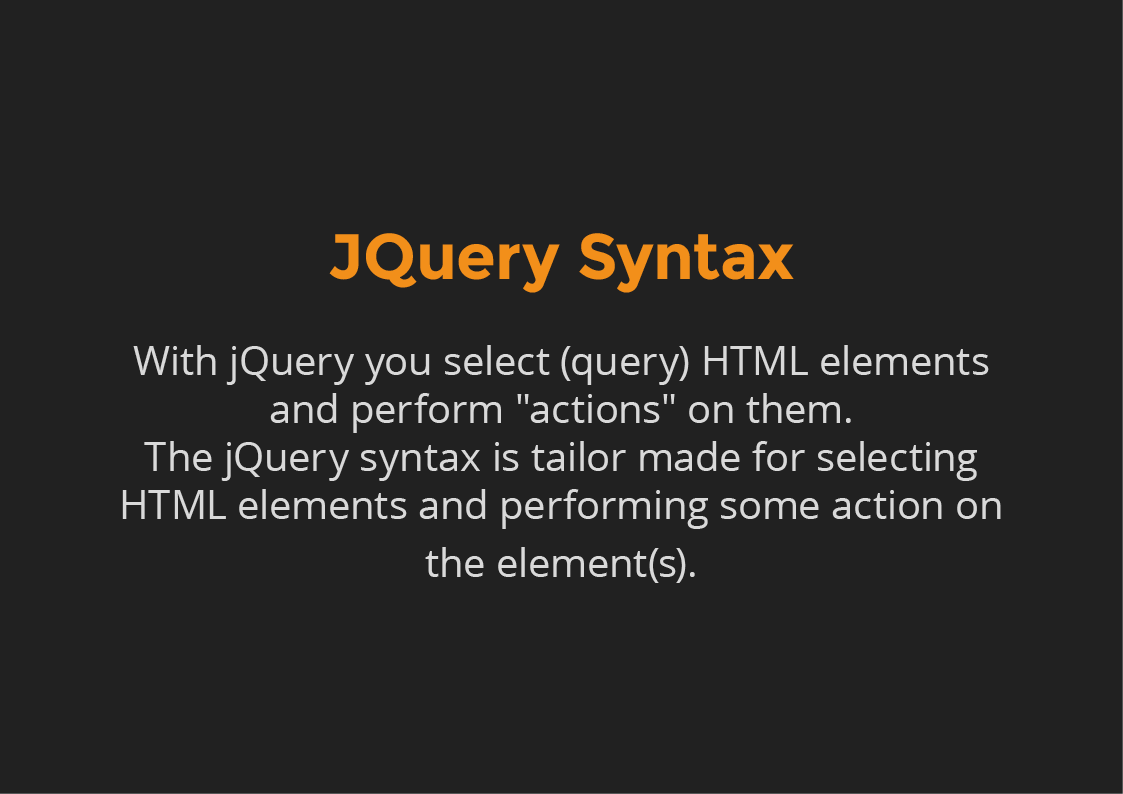 JQuery Syntax
With jQuery you select (query) HTML elements
and perform "actions" on them.
The jQuery syntax is tailor made for selecting
HTML elements and performing some action on
the element(s).